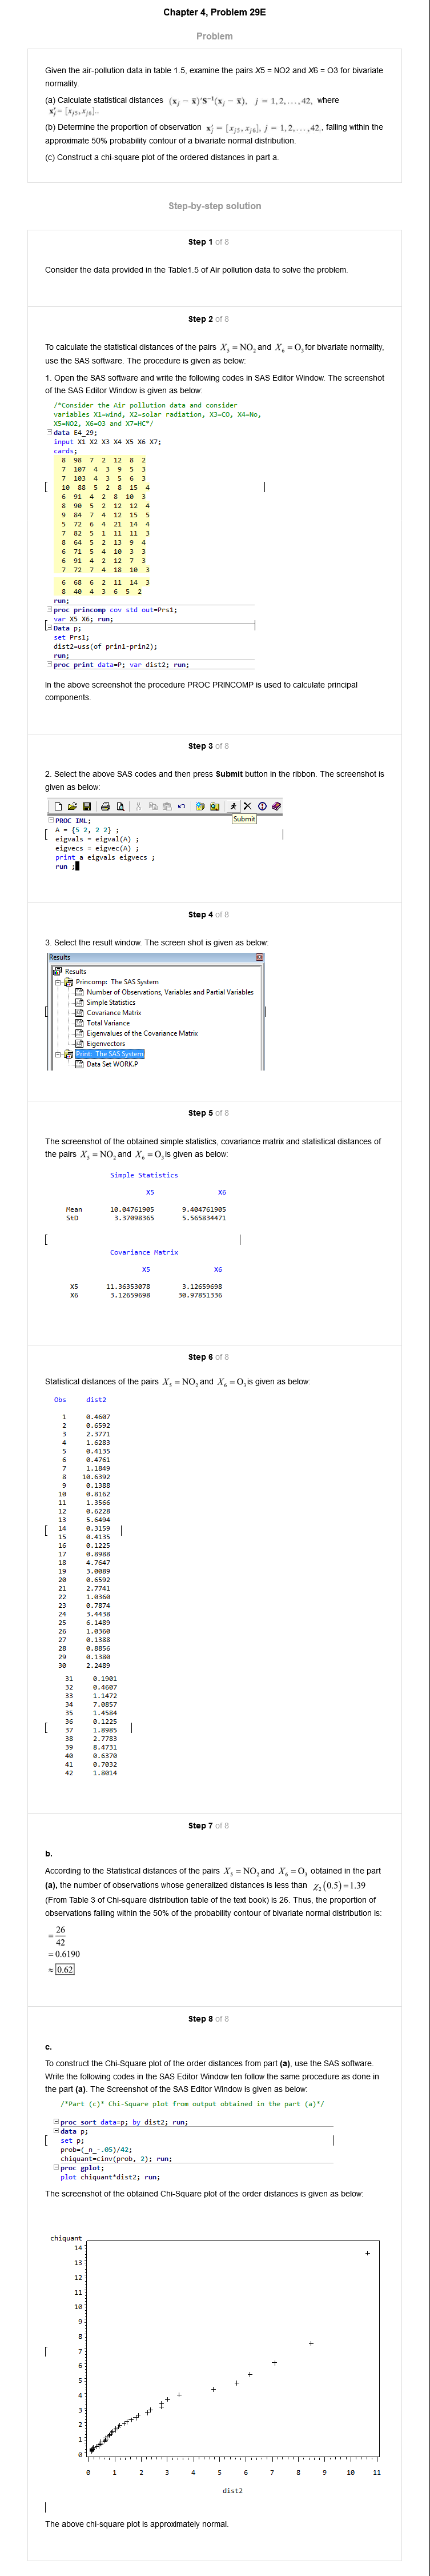 Chapter 4, Problem 29E
Problem
Given the air-pollution data in table 1.5, examine the pairs X5 = NO2 and X6 = O3 for bivariate
normality.
(a) Calculate statistical distances (x_j − x̄)'S⁻¹(x_j − x̄), j = 1, 2, . . . , 42, where
x'_j = [x_j5, x_j6]..
(b) Determine the proportion of observation x'_j = [x_j5, x_j6], j = 1, 2, . . . , 42., falling within the
approximate 50% probability contour of a bivariate normal distribution.
(c) Construct a chi-square plot of the ordered distances in part a.
Step-by-step solution
Step 1 of 8
Consider the data provided in the Table1.5 of Air pollution data to solve the problem.
Step 2 of 8
To calculate the statistical distances of the pairs X₅ = NO₂ and X₆ = O₃ for bivariate normality,
use the SAS software. The procedure is given as below:
1. Open the SAS software and write the following codes in SAS Editor Window. The screenshot
of the SAS Editor Window is given as below:
/*Consider the Air pollution data and consider
variables X1=wind, X2=solar radiation, X3=CO, X4=No,
X5=NO2, X6=O3 and X7=HC*/
data E4_29;
input X1 X2 X3 X4 X5 X6 X7;
cards;
8 98 7 2 12 8 2
7 107 4 3 9 5 3
7 103 4 3 5 6 3
10 88 5 2 8 15 4
6 91 4 2 8 10 3
8 90 5 2 12 12 4
9 84 7 4 12 15 5
5 72 6 4 21 14 4
7 82 5 1 11 11 3
8 64 5 2 13 9 4
6 71 5 4 10 3 3
6 91 4 2 12 7 3
7 72 7 4 18 10 3
6 68 6 2 11 14 3
8 40 4 3 6 5 2
run;
proc princomp cov std out=Prs1;
var X5 X6; run;
Data p;
set Prs1;
dist2=uss(of prin1-prin2);
run;
proc print data=P; var dist2; run;
In the above screenshot the procedure PROC PRINCOMP is used to calculate principal
components.
Step 3 of 8
2. Select the above SAS codes and then press Submit button in the ribbon. The screenshot is
given as below:
Submit
PROC IML;
A = {5 2, 2 2} ;
eigvals = eigval(A) ;
eigvecs = eigvec(A) ;
print a eigvals eigvecs ;
run ;
Step 4 of 8
3. Select the result window. The screen shot is given as below:
Results
Results
Princomp: The SAS System
Number of Observations, Variables and Partial Variables
Simple Statistics
Covariance Matrix
Total Variance
Eigenvalues of the Covariance Matrix
Eigenvectors
Print: The SAS System
Data Set WORK.P
Step 5 of 8
The screenshot of the obtained simple statistics, covariance matrix and statistical distances of
the pairs X₅ = NO₂ and X₆ = O₃ is given as below:
Simple Statistics
X5 X6
Mean 10.04761905 9.404761905
StD 3.37098365 5.565834471
Covariance Matrix
X5 X6
X5 11.36353078 3.12659698
X6 3.12659698 30.97851336
Step 6 of 8
Statistical distances of the pairs X₅ = NO₂ and X₆ = O₃ is given as below:
Obs dist2
1 0.4607
2 0.6592
3 2.3771
4 1.6283
5 0.4135
6 0.4761
7 1.1849
8 10.6392
9 0.1388
10 0.8162
11 1.3566
12 0.6228
13 5.6494
14 0.3159
15 0.4135
16 0.1225
17 0.8988
18 4.7647
19 3.0089
20 0.6592
21 2.7741
22 1.0360
23 0.7874
24 3.4438
25 6.1489
26 1.0360
27 0.1388
28 0.8856
29 0.1380
30 2.2489
31 0.1901
32 0.4607
33 1.1472
34 7.0857
35 1.4584
36 0.1225
37 1.8985
38 2.7783
39 8.4731
40 0.6370
41 0.7032
42 1.8014
Step 7 of 8
b.
According to the Statistical distances of the pairs X₅ = NO₂ and X₆ = O₃ obtained in the part
(a), the number of observations whose generalized distances is less than χ₂(0.5) = 1.39
(From Table 3 of Chi-square distribution table of the text book) is 26. Thus, the proportion of
observations falling within the 50% of the probability contour of bivariate normal distribution is:
= 26/42
= 0.6190
≈ 0.62
Step 8 of 8
c.
To construct the Chi-Square plot of the order distances from part (a), use the SAS software.
Write the following codes in the SAS Editor Window ten follow the same procedure as done in
the part (a). The Screenshot of the SAS Editor Window is given as below:
/*Part (c)* Chi-Square plot from output obtained in the part (a)*/
proc sort data=p; by dist2; run;
data p;
set p;
prob=(_n_-.05)/42;
chiquant=cinv(prob, 2); run;
proc gplot;
plot chiquant*dist2; run;
The screenshot of the obtained Chi-Square plot of the order distances is given as below:
chiquant
14
13
12
11
10
9
8
7
6
5
4
3
2
1
0
0 1 2 3 4 5 6 7 8 9 10 11
dist2
The above chi-square plot is approximately normal.